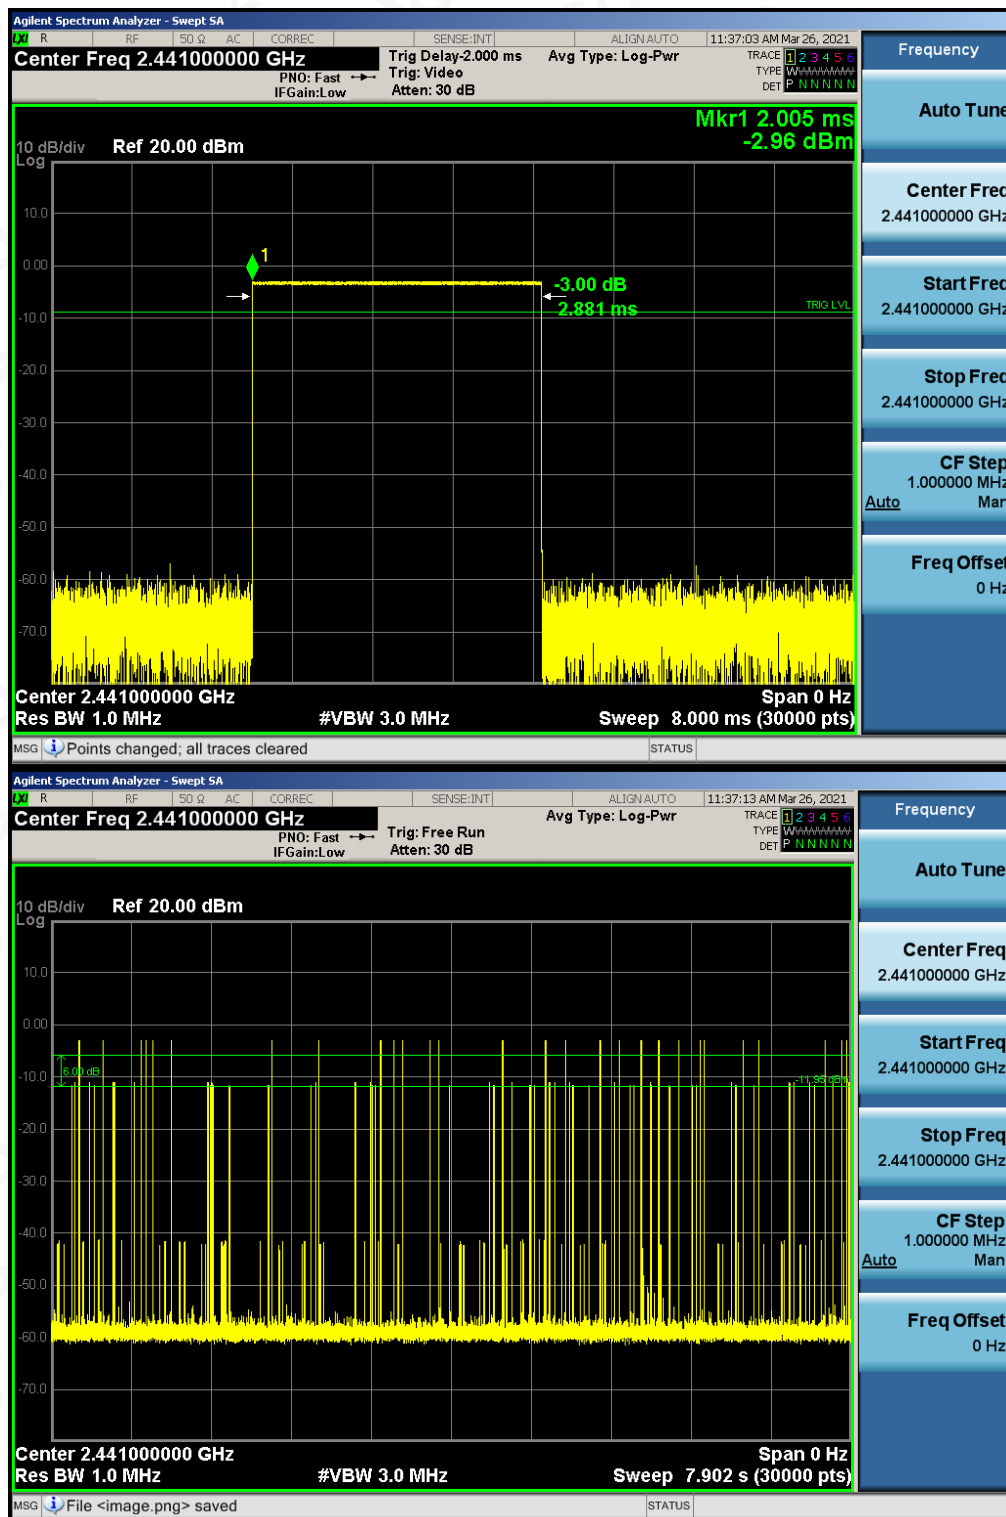 Agilent Spectrum Analyzer - Swept SA
LXI R RF 50 Ω AC CORREC SENSE:INT ALIGN AUTO 11:37:03 AM Mar 26, 2021
Center Freq 2.441000000 GHz
PNO: Fast
IFGain:Low
Trig Delay-2.000 ms
Trig: Video
Atten: 30 dB
Avg Type: Log-Pwr
TRACE 1 2 3 4 5 6
TYPE W
DET P N N N N N
Mkr1 2.005 ms
-2.96 dBm
10 dB/div
Log
Ref 20.00 dBm
10.0
0.00
-10.0
-20.0
-30.0
-40.0
-50.0
-60.0
-70.0
1
-3.00 dB
2.881 ms
TRIG LVL
Center 2.441000000 GHz Span 0 Hz
Res BW 1.0 MHz #VBW 3.0 MHz Sweep 8.000 ms (30000 pts)
MSG Points changed; all traces cleared STATUS
Frequency
Auto Tune
Center Freq
2.441000000 GHz
Start Freq
2.441000000 GHz
Stop Freq
2.441000000 GHz
CF Step
1.000000 MHz
Auto Man
Freq Offset
0 Hz
Agilent Spectrum Analyzer - Swept SA
LXI R RF 50 Ω AC CORREC SENSE:INT ALIGN AUTO 11:37:13 AM Mar 26, 2021
Center Freq 2.441000000 GHz
PNO: Fast
IFGain:Low
Trig: Free Run
Atten: 30 dB
Avg Type: Log-Pwr
TRACE 1 2 3 4 5 6
TYPE W
DET P N N N N N
10 dB/div
Log
Ref 20.00 dBm
10.0
0.00
-10.0
-20.0
-30.0
-40.0
-50.0
-60.0
-70.0
6.00 dB
-11.95 dBm
Center 2.441000000 GHz Span 0 Hz
Res BW 1.0 MHz #VBW 3.0 MHz Sweep 7.902 s (30000 pts)
MSG File <image.png> saved STATUS
Frequency
Auto Tune
Center Freq
2.441000000 GHz
Start Freq
2.441000000 GHz
Stop Freq
2.441000000 GHz
CF Step
1.000000 MHz
Auto Man
Freq Offset
0 Hz